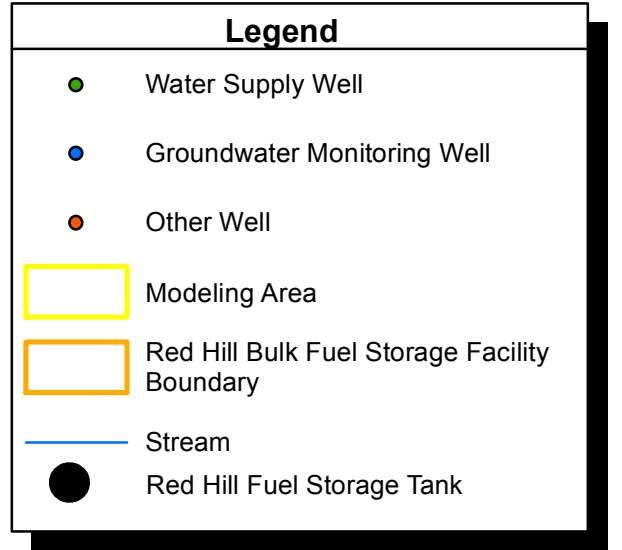 Legend
Water Supply Well
Groundwater Monitoring Well
Other Well
Modeling Area
Red Hill Bulk Fuel Storage Facility
Boundary
Stream
Red Hill Fuel Storage Tank